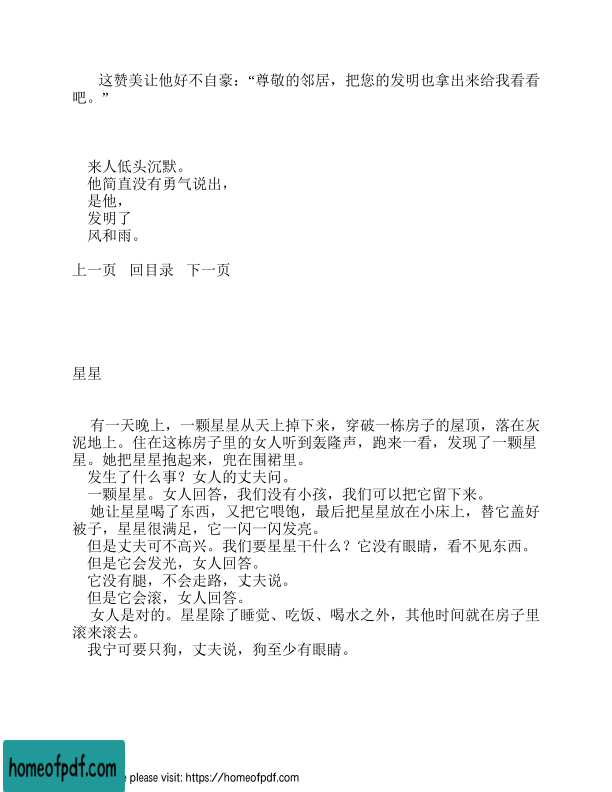 这赞美让他好不自豪：“尊敬的邻居，把您的发明也拿出来给我看看
吧。”
来人低头沉默。
他简直没有勇气说出，
是他，
发明了
风和雨。
上一页 回目录 下一页
星星
有一天晚上，一颗星星从天上掉下来，穿破一栋房子的屋顶，落在灰
泥地上。住在这栋房子里的女人听到轰隆声，跑来一看，发现了一颗星
星。她把星星抱起来，兜在围裙里。
发生了什么事？女人的丈夫问。
一颗星星。女人回答，我们没有小孩，我们可以把它留下来。
她让星星喝了东西，又把它喂饱，最后把星星放在小床上，替它盖好
被子，星星很满足，它一闪一闪发亮。
但是丈夫可不高兴。我们要星星干什么？它没有眼睛，看不见东西。
但是它会发光，女人回答。
它没有腿，不会走路，丈夫说。
但是它会滚，女人回答。
女人是对的。星星除了睡觉、吃饭、喝水之外，其他时间就在房子里
滚来滚去。
我宁可要只狗，丈夫说，狗至少有眼睛。
homeofpdf.com
please visit: https://homeofpdf.com